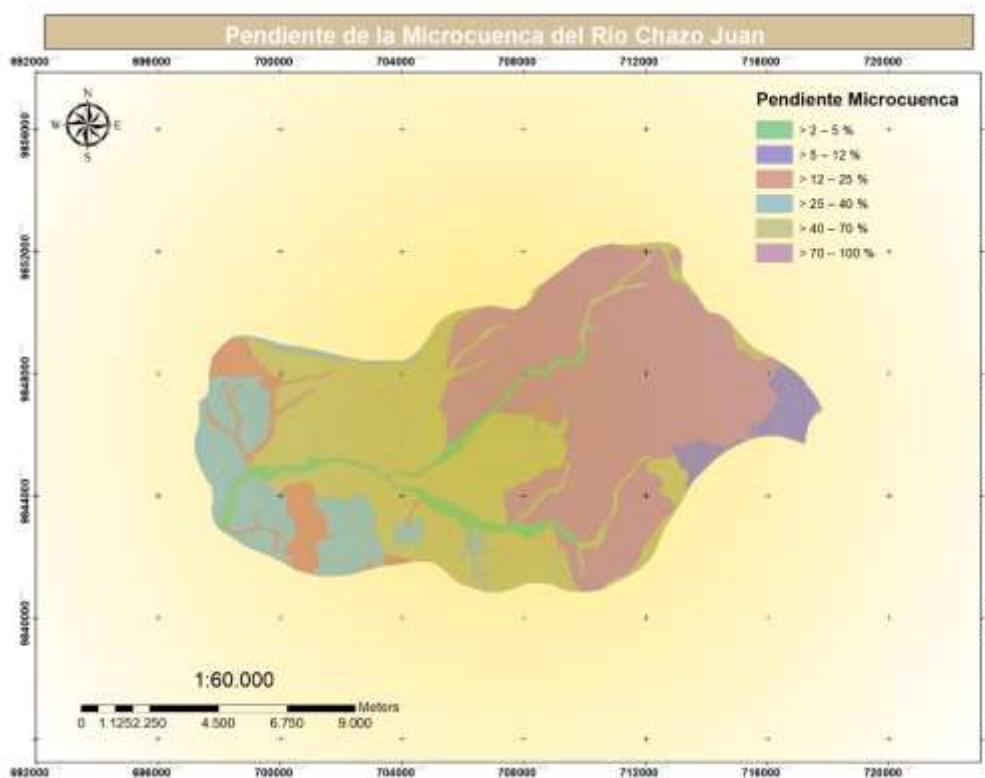 Pendiente de la Microcuenca del Río Chazo Juan
692000 696000 700000 704000 708000 712000 716000 720000
N
W E
S
Pendiente Microcuenca
> 2 – 5 %
> 5 – 12 %
> 12 – 25 %
> 25 – 40 %
> 40 – 70 %
> 70 – 100 %
9856000
9852000
9848000
9844000
9840000
1:60.000
Meters
0 1.125 2.250 4.500 6.750 9.000
692000 696000 700000 704000 708000 712000 716000 720000